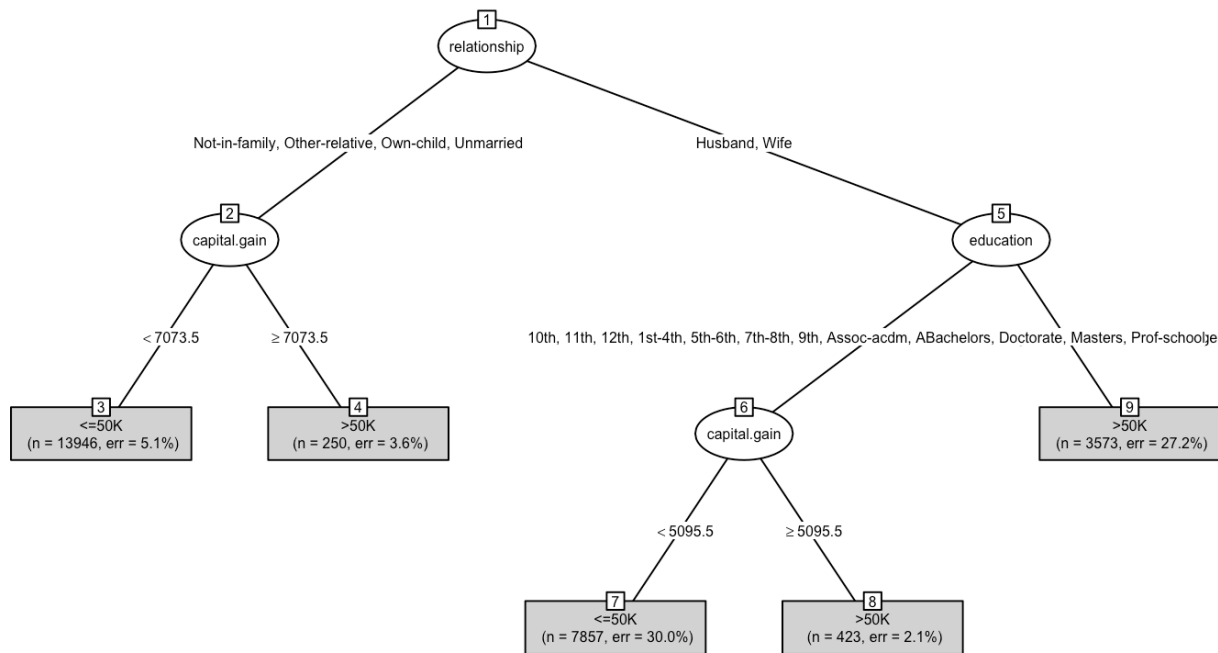 1
relationship
Not-in-family, Other-relative, Own-child, Unmarried
Husband, Wife
2
capital.gain
5
education
< 7073.5
≥ 7073.5
10th, 11th, 12th, 1st-4th, 5th-6th, 7th-8th, 9th, Assoc-acdm, ABachelors, Doctorate, Masters, Prof-school
3
<=50K
(n = 13946, err = 5.1%)
4
>50K
(n = 250, err = 3.6%)
6
capital.gain
9
>50K
(n = 3573, err = 27.2%)
< 5095.5
≥ 5095.5
7
<=50K
(n = 7857, err = 30.0%)
8
>50K
(n = 423, err = 2.1%)